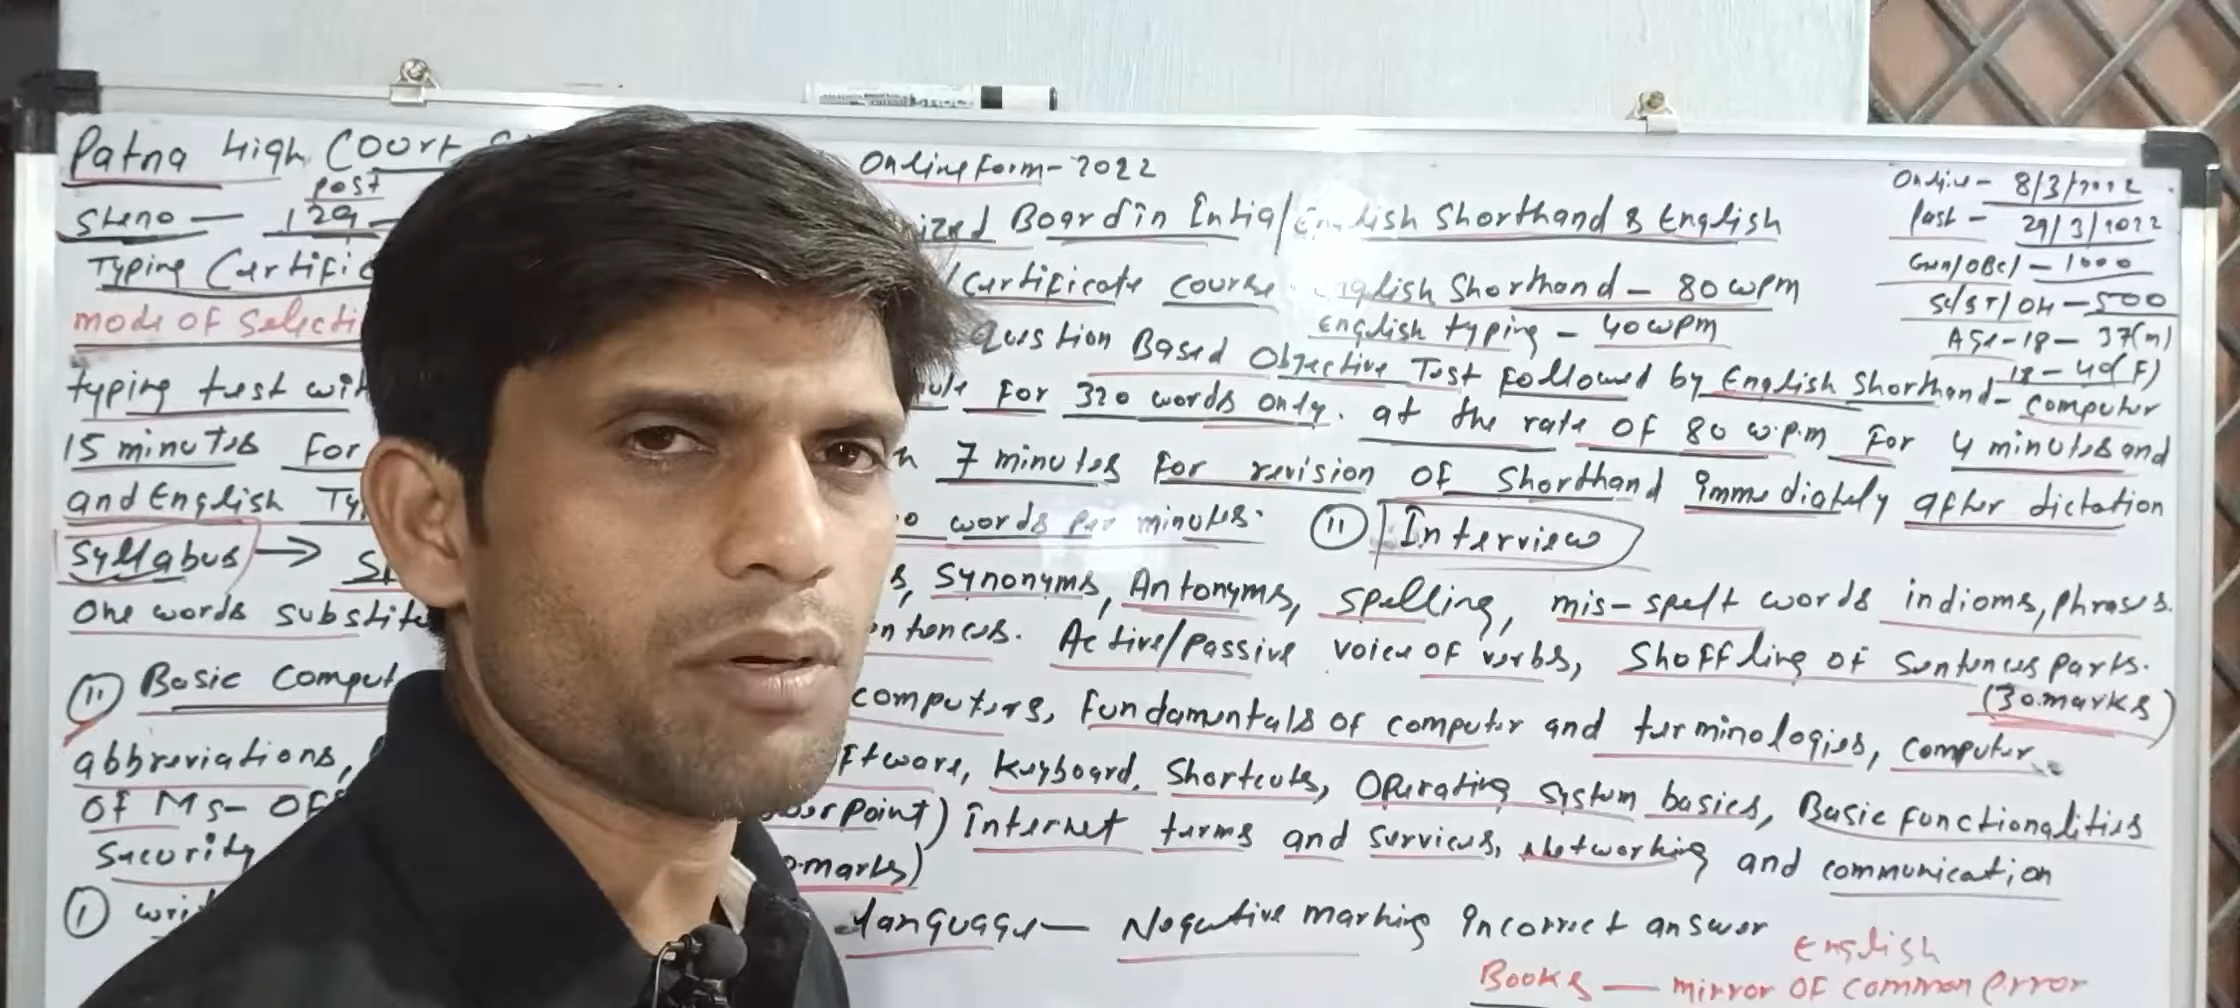 Patna High Court
Online Form - 2022
Online - 8/3/2022
post
Steno — 129 -
ized Board in Intia/English Shorthand & English
last - 29/3/2022
Typing Certific
/certificate course. English Shorthand - 80 wpm
Gen/OBC/ - 1000
SC/ST/OH - 500
mode of Selecti
question Based Objective Test Followed by English Shorthand - Computer
English typing - 40 wpm
Age - 18 - 37(m)
18 - 40(F)
typing test wit
ute for 320 words only. at the rate of 80 w.p.m for 4 minutes and
15 minutes for
n 7 minutes for revision of Shorthand immediately after dictation
and English Ty
0 words per minutes. (II) Interview
Syllabus → S
s, Synonyms, Antonyms, Spelling, mis-spelt words indioms, phrases.
One words substitu
entences. Active/Passive voice of verbs, Shoffling of Sentences parts.
(30 marks)
(II) Basic Comput
computers, Fundamentals of computer and terminologies, computer
abbreviations,
ftware, Keyboard, Shortcuts, Operating System basics, Basic functionalities
of Ms - Off
werPoint) Internet terms and services, Networking and communication
Security
0 marks)
(I) wri
language — Negative marking incorrect answer
English
Books — mirror of common error